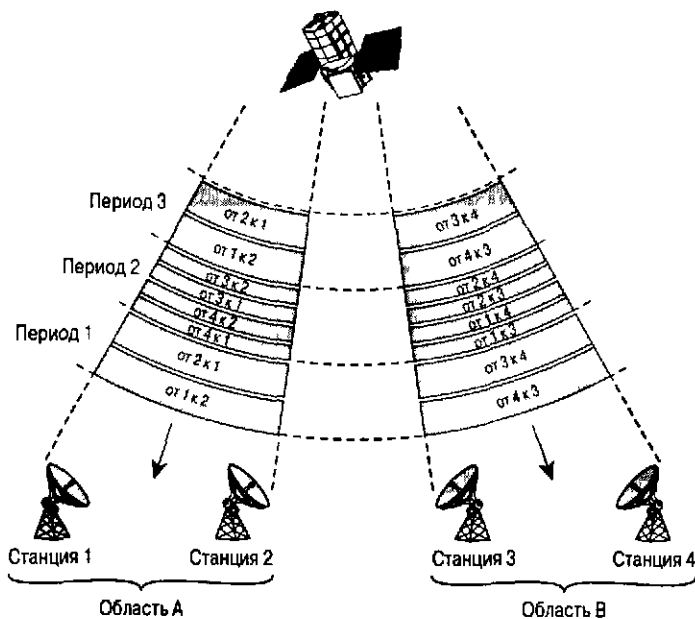 Период 3
от 2 к 1
от 3 к 4
от 1 к 2
от 4 к 3
Период 2
от 3 к 2
от 2 к 4
от 3 к 1
от 2 к 3
от 4 к 2
от 1 к 4
Период 1
от 4 к 1
от 1 к 3
от 2 к 1
от 3 к 4
от 1 к 2
от 4 к 3
Станция 1
Станция 2
Станция 3
Станция 4
Область А
Область В